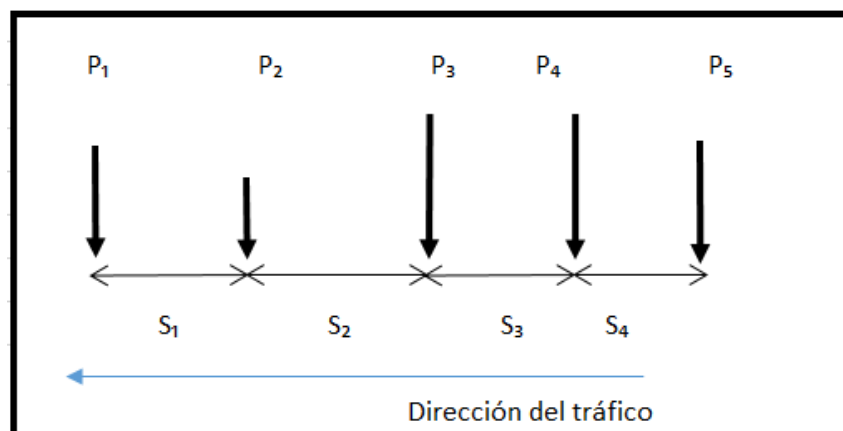 P₁ P₂ P₃ P₄ P₅
S₁ S₂ S₃ S₄
Dirección del tráfico